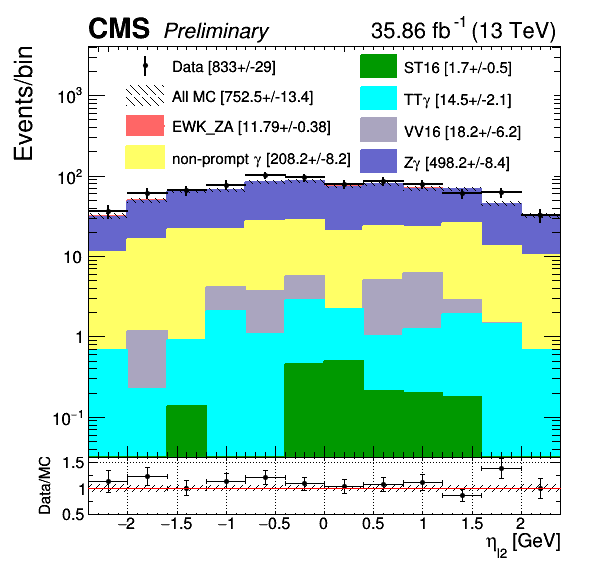 CMS Preliminary 35.86 fb⁻¹ (13 TeV)
Events/bin
Data [833+/-29]
All MC [752.5+/-13.4]
EWK_ZA [11.79+/-0.38]
non-prompt γ [208.2+/-8.2]
ST16 [1.7+/-0.5]
TTγ [14.5+/-2.1]
VV16 [18.2+/-6.2]
Zγ [498.2+/-8.4]
10³
10²
10
1
10⁻¹
Data/MC
1.5
1
0.5
−2 −1.5 −1 −0.5 0 0.5 1 1.5 2
η_l2 [GeV]